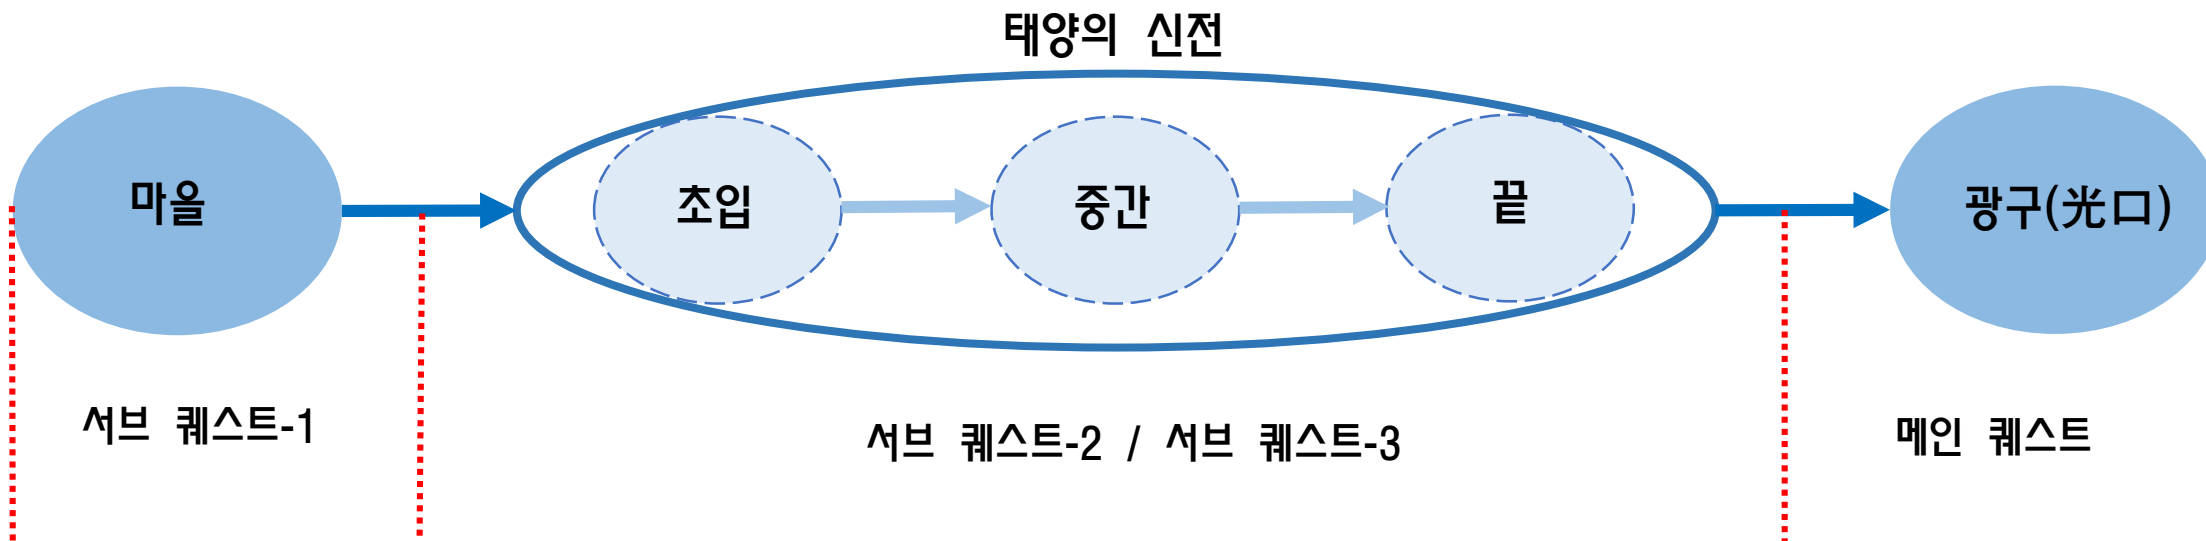 태양의 신전
마을
초입
중간
끝
광구(光口)
서브 퀘스트-1
서브 퀘스트-2 / 서브 퀘스트-3
메인 퀘스트